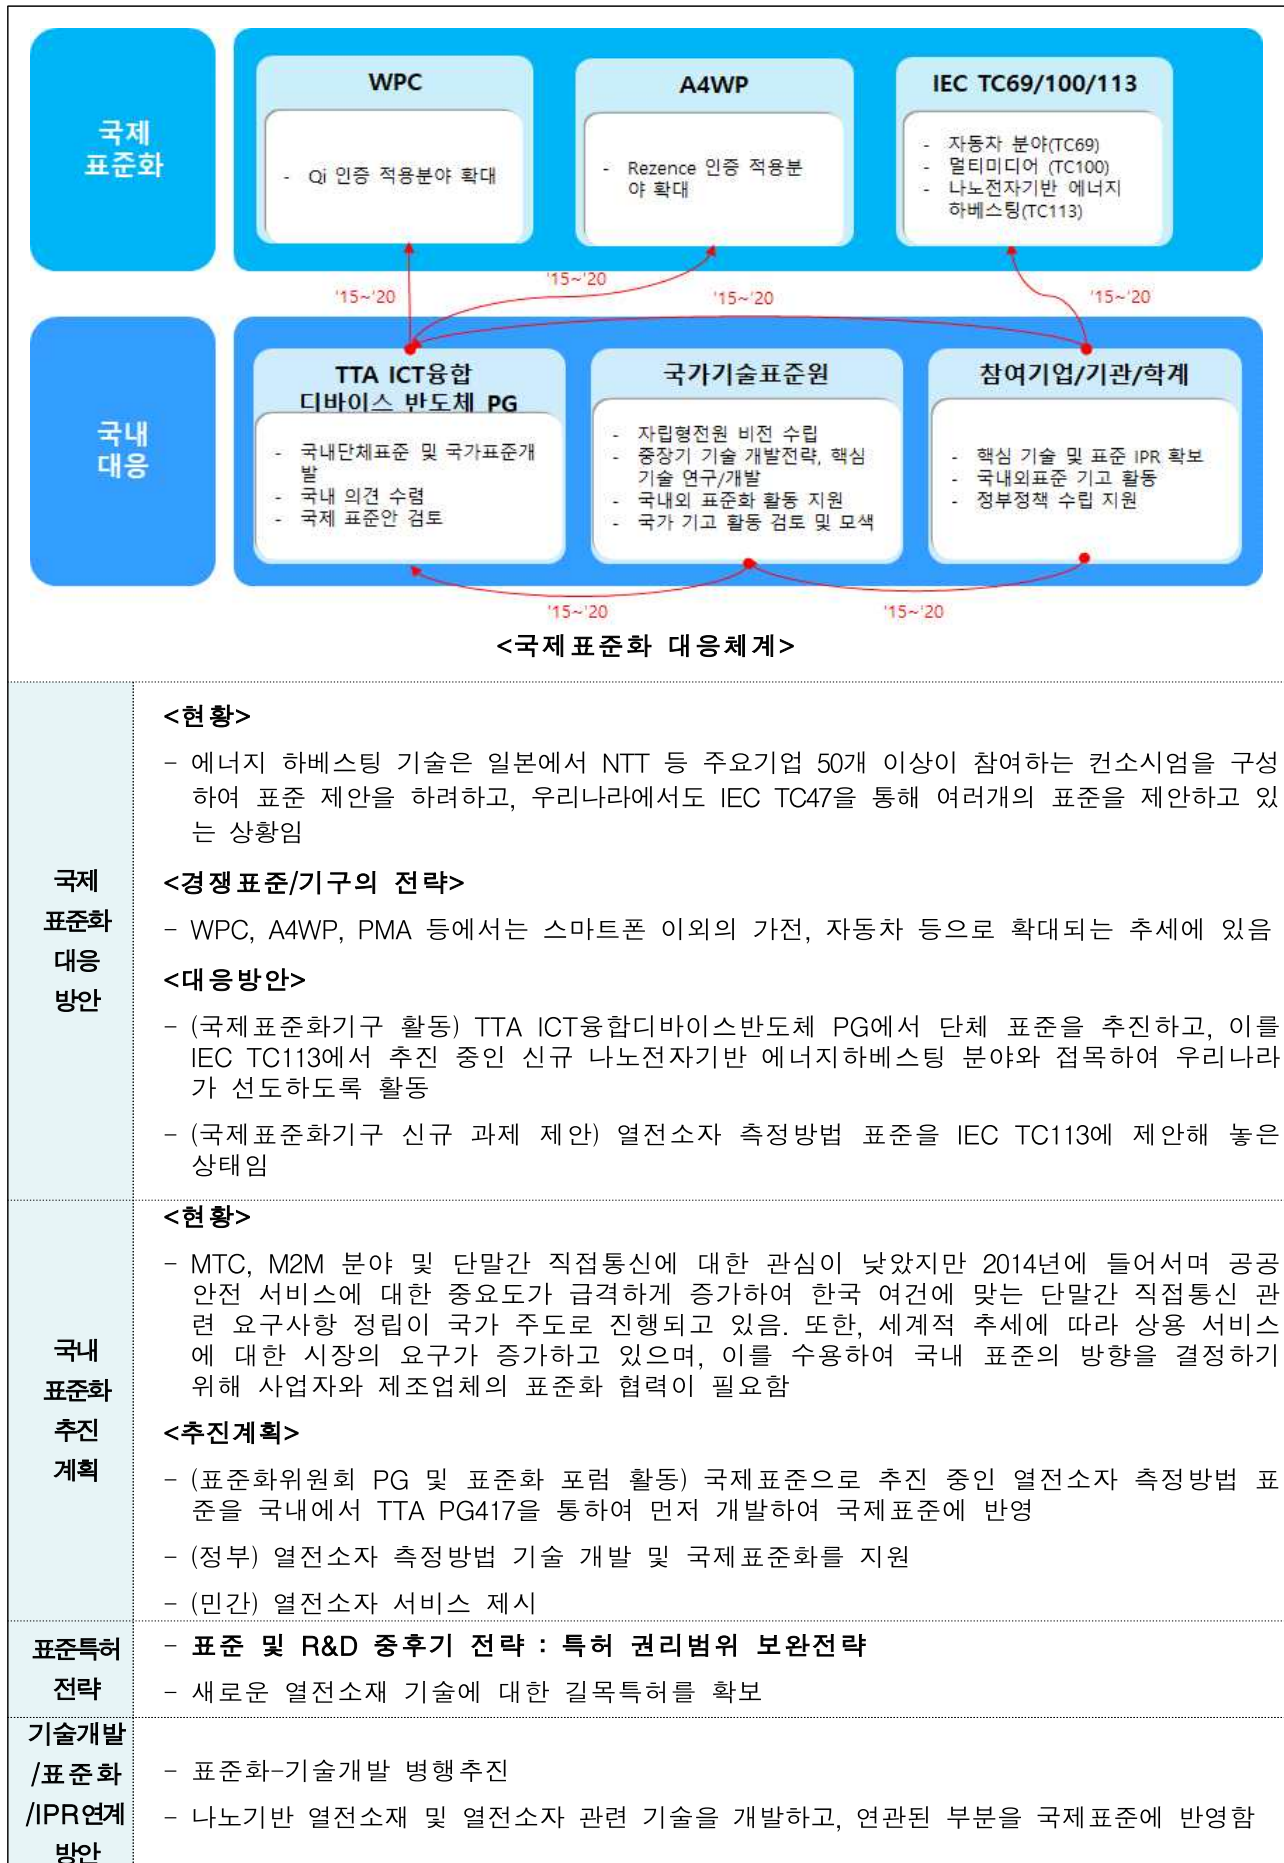 국제
표준화
WPC
- Qi 인증 적용분야 확대
A4WP
- Rezence 인증 적용분
야 확대
IEC TC69/100/113
- 자동차 분야(TC69)
- 멀티미디어 (TC100)
- 나노전자기반 에너지
하베스팅(TC113)
'15~'20
'15~'20
'15~'20
'15~'20
국내
대응
TTA ICT융합
디바이스 반도체 PG
- 국내단체표준 및 국가표준개
발
- 국내 의견 수렴
- 국제 표준안 검토
국가기술표준원
- 자립형전원 비전 수립
- 중장기 기술 개발전략, 핵심
기술 연구/개발
- 국내외 표준화 활동 지원
- 국가 기고 활동 검토 및 모색
참여기업/기관/학계
- 핵심 기술 및 표준 IPR 확보
- 국내외표준 기고 활동
- 정부정책 수립 지원
'15~'20
'15~'20
<국제표준화 대응체계>
국제
표준화
대응
방안
<현황>
- 에너지 하베스팅 기술은 일본에서 NTT 등 주요기업 50개 이상이 참여하는 컨소시엄을 구성
하여 표준 제안을 하려하고, 우리나라에서도 IEC TC47을 통해 여러개의 표준을 제안하고 있
는 상황임
<경쟁표준/기구의 전략>
- WPC, A4WP, PMA 등에서는 스마트폰 이외의 가전, 자동차 등으로 확대되는 추세에 있음
<대응방안>
- (국제표준화기구 활동) TTA ICT융합디바이스반도체 PG에서 단체 표준을 추진하고, 이를
IEC TC113에서 추진 중인 신규 나노전자기반 에너지하베스팅 분야와 접목하여 우리나라
가 선도하도록 활동
- (국제표준화기구 신규 과제 제안) 열전소자 측정방법 표준을 IEC TC113에 제안해 놓은
상태임
국내
표준화
추진
계획
<현황>
- MTC, M2M 분야 및 단말간 직접통신에 대한 관심이 낮았지만 2014년에 들어서며 공공
안전 서비스에 대한 중요도가 급격하게 증가하여 한국 여건에 맞는 단말간 직접통신 관
련 요구사항 정립이 국가 주도로 진행되고 있음. 또한, 세계적 추세에 따라 상용 서비스
에 대한 시장의 요구가 증가하고 있으며, 이를 수용하여 국내 표준의 방향을 결정하기
위해 사업자와 제조업체의 표준화 협력이 필요함
<추진계획>
- (표준화위원회 PG 및 표준화 포럼 활동) 국제표준으로 추진 중인 열전소자 측정방법 표
준을 국내에서 TTA PG417을 통하여 먼저 개발하여 국제표준에 반영
- (정부) 열전소자 측정방법 기술 개발 및 국제표준화를 지원
- (민간) 열전소자 서비스 제시
표준특허
전략
- 표준 및 R&D 중후기 전략 : 특허 권리범위 보완전략
- 새로운 열전소재 기술에 대한 길목특허를 확보
기술개발
/표준화
/IPR연계
방안
- 표준화-기술개발 병행추진
- 나노기반 열전소재 및 열전소자 관련 기술을 개발하고, 연관된 부분을 국제표준에 반영함